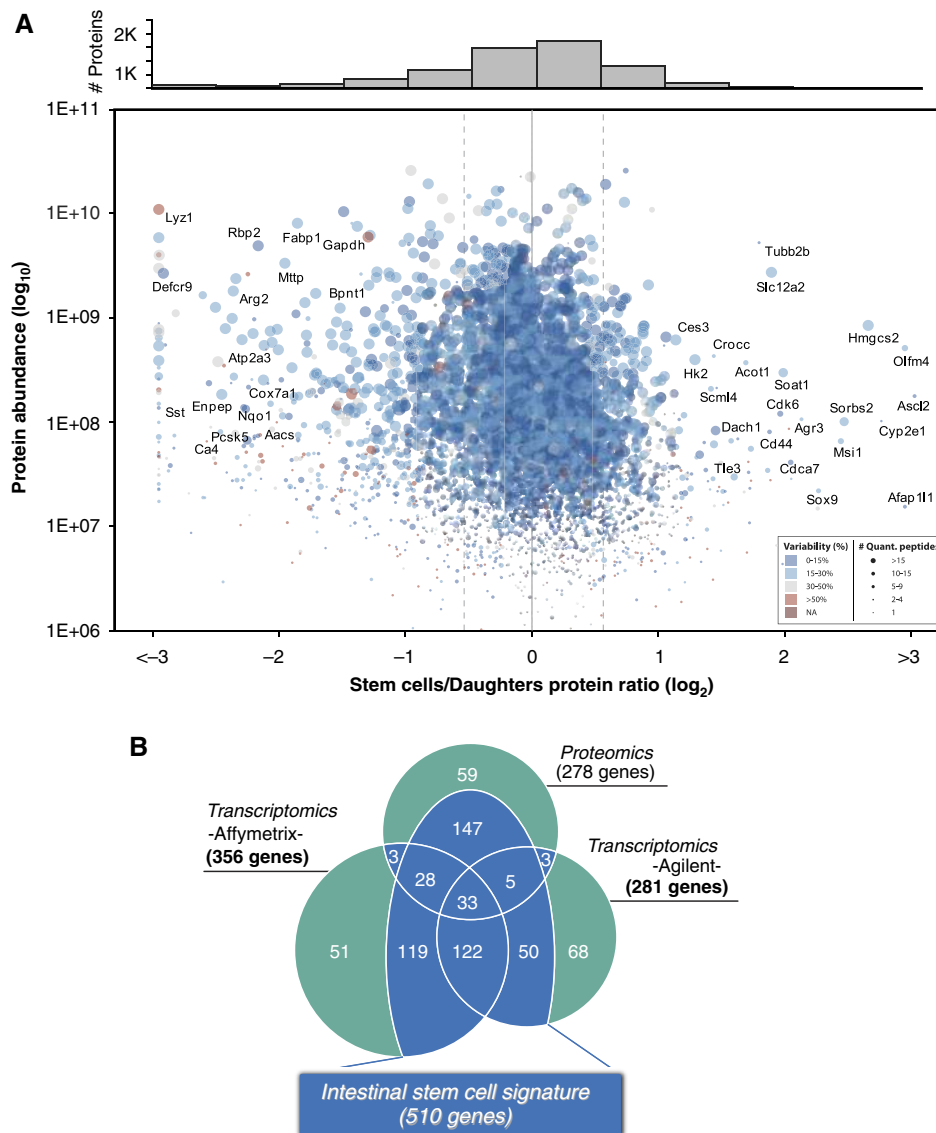 A
# Proteins
2K
1K
Protein abundance (log10)
1E+11
1E+10
1E+09
1E+08
1E+07
1E+06
Lyz1
Rbp2
Fabp1
Gapdh
Tubb2b
Defcr9
Mttp
Slc12a2
Arg2
Bpnt1
Ces3
Hmgcs2
Crocc
Olfm4
Atp2a3
Hk2
Acot1
Soat1
Cox7a1
Scml4
Sst
Enpep
Cdk6
Sorbs2
Ascl2
Nqo1
Dach1
Agr3
Cyp2e1
Pcsk5
Aacs
Cd44
Ca4
Msi1
Tle3
Cdca7
Sox9
Afap1l1
Variability (%)
# Quant. peptides
0-15%
>15
15-30%
10-15
30-50%
5-9
>50%
2-4
NA
1
<–3
–2
–1
0
1
2
>3
Stem cells/Daughters protein ratio (log2)
B
Proteomics
(278 genes)
Transcriptomics
-Affymetrix-
(356 genes)
Transcriptomics
-Agilent-
(281 genes)
59
147
3
3
28
5
33
51
119
122
50
68
Intestinal stem cell signature
(510 genes)